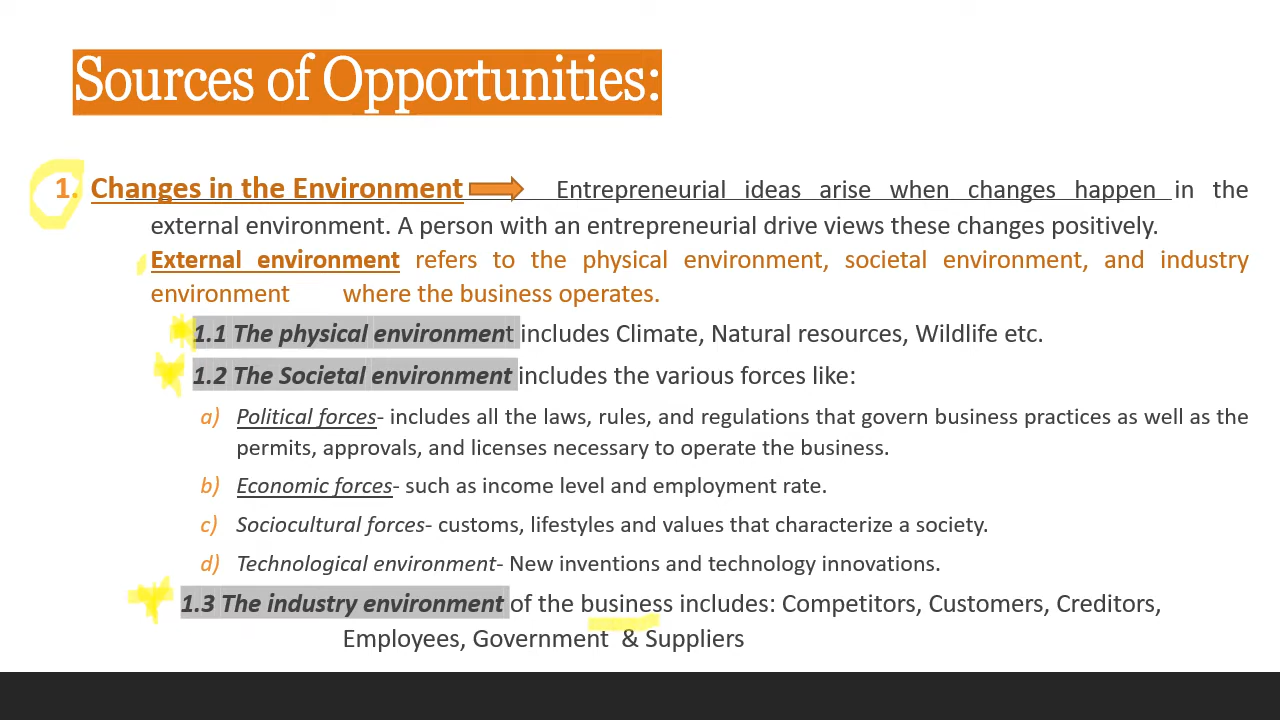 Sources of Opportunities:
1. Changes in the Environment Entrepreneurial ideas arise when changes happen in the
external environment. A person with an entrepreneurial drive views these changes positively.
External environment refers to the physical environment, societal environment, and industry
environment where the business operates.
1.1 The physical environment includes Climate, Natural resources, Wildlife etc.
1.2 The Societal environment includes the various forces like:
a) Political forces- includes all the laws, rules, and regulations that govern business practices as well as the
permits, approvals, and licenses necessary to operate the business.
b) Economic forces- such as income level and employment rate.
c) Sociocultural forces- customs, lifestyles and values that characterize a society.
d) Technological environment- New inventions and technology innovations.
1.3 The industry environment of the business includes: Competitors, Customers, Creditors,
Employees, Government & Suppliers